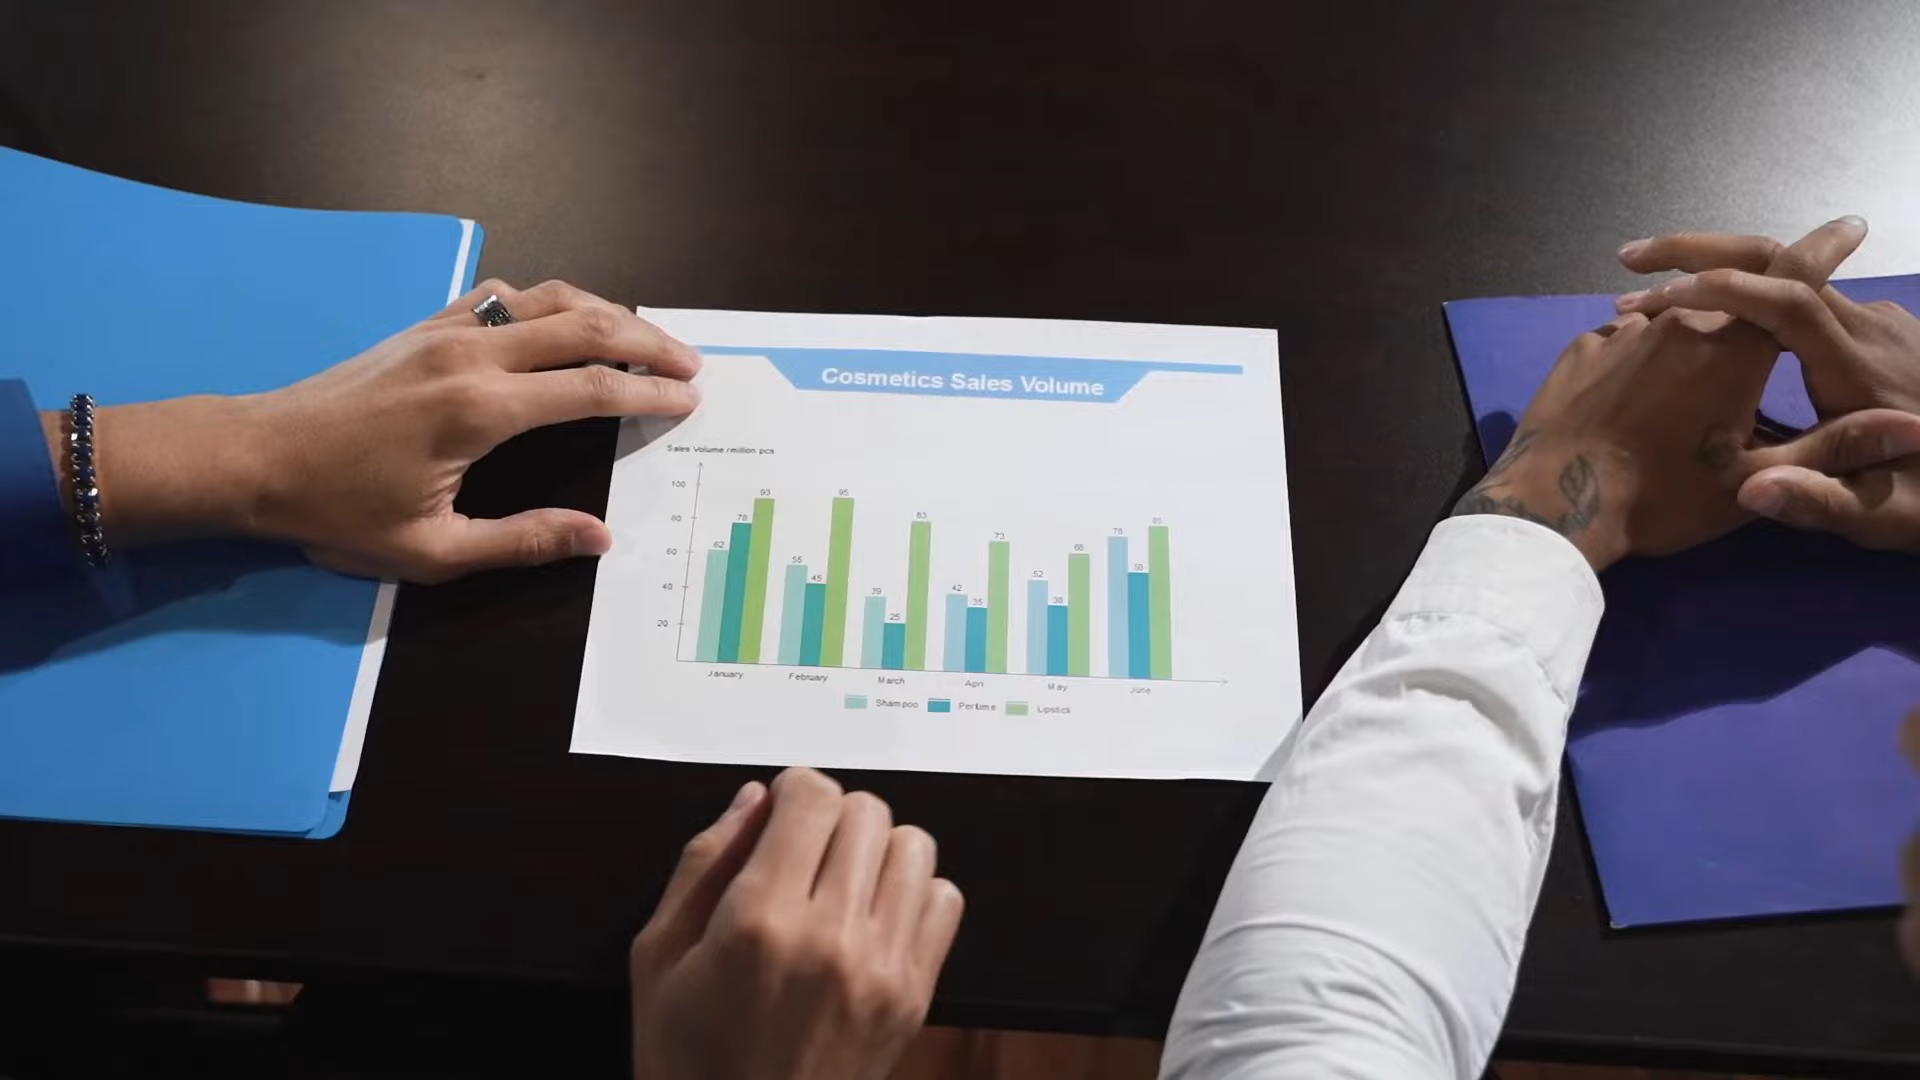 Cosmetics Sales Volume
Sales Volume /million pcs
100
80
60
40
20
62 78 93
55 45 95
39 25 83
42 35 73
52 38 68
78 58 85
January February March April May June
Shampoo Perfume Lipstick